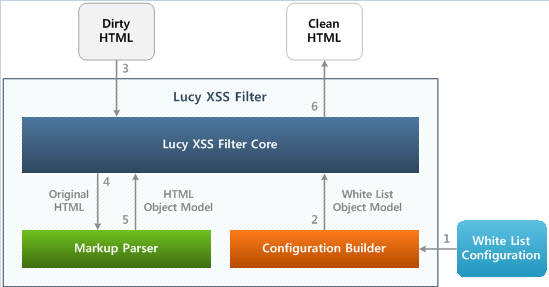 Dirty
HTML
Clean
HTML
3
6
Lucy XSS Filter
Lucy XSS Filter Core
4
Original
HTML
5
HTML
Object Model
White List
Object Model
2
Markup Parser
Configuration Builder
1
White List
Configuration